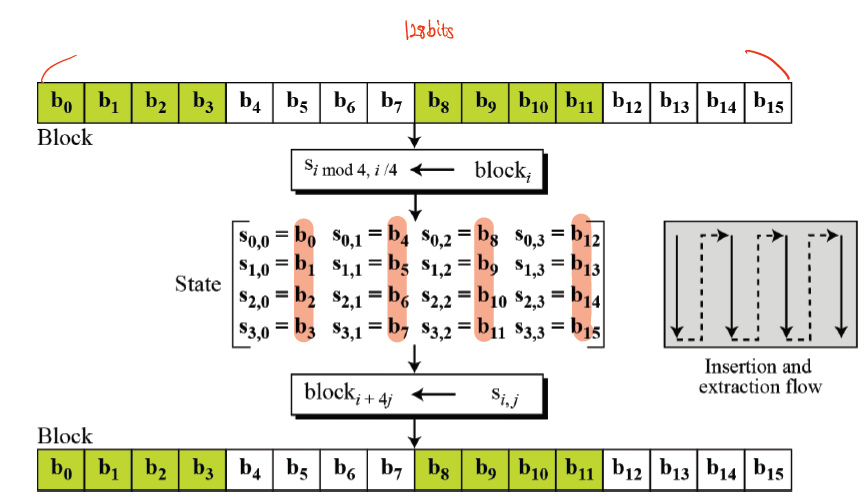 128bits
b0 b1 b2 b3 b4 b5 b6 b7 b8 b9 b10 b11 b12 b13 b14 b15
Block
si mod 4, i /4 ← blocki
s0,0 = b0 s0,1 = b4 s0,2 = b8 s0,3 = b12
s1,0 = b1 s1,1 = b5 s1,2 = b9 s1,3 = b13
State
s2,0 = b2 s2,1 = b6 s2,2 = b10 s2,3 = b14
s3,0 = b3 s3,1 = b7 s3,2 = b11 s3,3 = b15
Insertion and
extraction flow
blocki + 4j ← si,j
Block
b0 b1 b2 b3 b4 b5 b6 b7 b8 b9 b10 b11 b12 b13 b14 b15